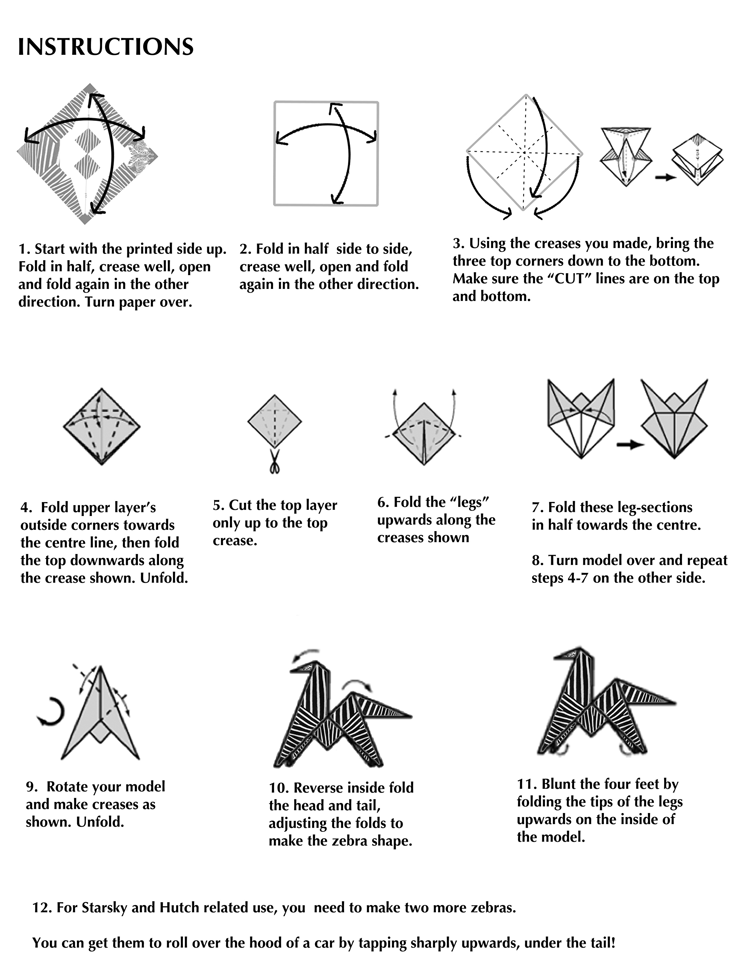 INSTRUCTIONS
1. Start with the printed side up.
Fold in half, crease well, open
and fold again in the other
direction. Turn paper over.
2. Fold in half side to side,
crease well, open and fold
again in the other direction.
3. Using the creases you made, bring the
three top corners down to the bottom.
Make sure the “CUT” lines are on the top
and bottom.
4. Fold upper layer’s
outside corners towards
the centre line, then fold
the top downwards along
the crease shown. Unfold.
5. Cut the top layer
only up to the top
crease.
6. Fold the “legs”
upwards along the
creases shown
7. Fold these leg-sections
in half towards the centre.
8. Turn model over and repeat
steps 4-7 on the other side.
9. Rotate your model
and make creases as
shown. Unfold.
10. Reverse inside fold
the head and tail,
adjusting the folds to
make the zebra shape.
11. Blunt the four feet by
folding the tips of the legs
upwards on the inside of
the model.
12. For Starsky and Hutch related use, you need to make two more zebras.
You can get them to roll over the hood of a car by tapping sharply upwards, under the tail!